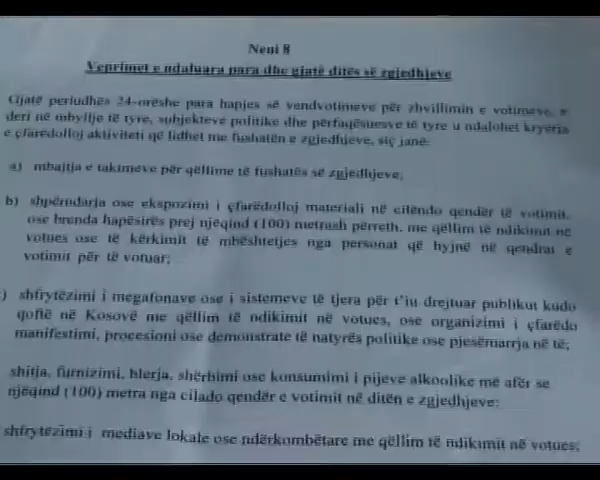 Neni 8
Veprimet e ndaluara para dhe gjatë ditës së zgjedhjeve
Gjatë periudhës 24-orëshe para hapjes së vendvotimeve për zhvillimin e votimeve, e
deri në mbyllje të tyre, subjekteve politike dhe përfaqësuesve të tyre u ndalohet kryerja
e çfarëdolloj aktiviteti që lidhet me fushatën e zgjedhjeve, siç janë:
a) mbajtja e takimeve për qëllime të fushatës së zgjedhjeve;
b) shpërndarja ose ekspozimi i çfarëdolloj materiali në cilëndo qendër të votimit,
ose brenda hapësirës prej njëqind (100) metrash përreth, me qëllim të ndikimit në
votues ose të kërkimit të mbështetjes nga personat që hyjnë në qendrat e
votimit për të votuar;
) shfrytëzimi i megafonave ose i sistemeve të tjera për t'iu drejtuar publikut kudo
qoftë në Kosovë me qëllim të ndikimit në votues, ose organizimi i çfarëdo
manifestimi, procesioni ose demonstrate të natyrës politike ose pjesëmarrja në të;
shitja, furnizimi, blerja, shërbimi ose konsumimi i pijeve alkoolike më afër se
njëqind (100) metra nga cilado qendër e votimit në ditën e zgjedhjeve;
shfrytëzimi i mediave lokale ose ndërkombëtare me qëllim të ndikimit në votues;